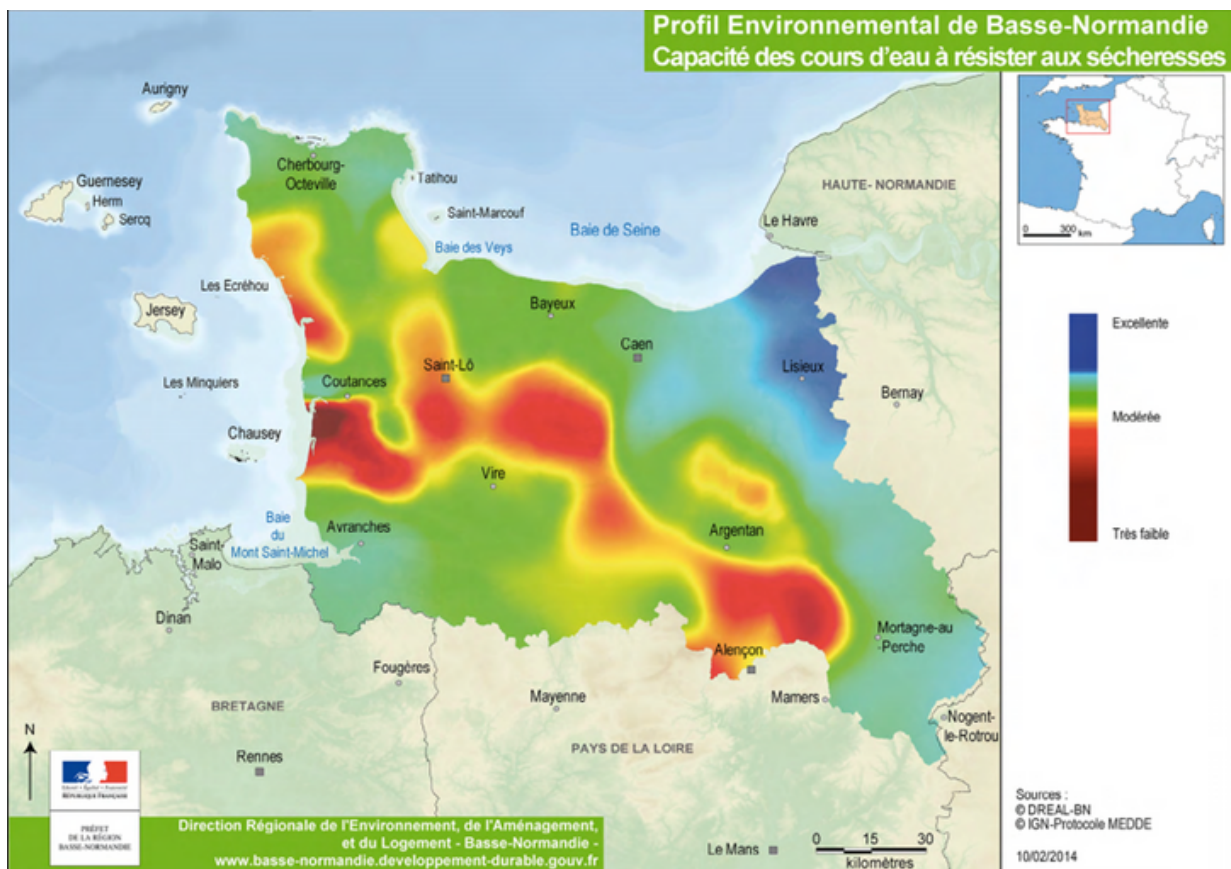 Profil Environnemental de Basse-Normandie
Capacité des cours d'eau à résister aux sécheresses
Aurigny
Cherbourg-
Octeville
Guernesey
Herm
Sercq
Tatihou
Saint-Marcouf
Baie des Veys
Baie de Seine
HAUTE- NORMANDIE
Le Havre
0 300
km
Les Ecréhou
Jersey
Bayeux
Caen
Lisieux
Bernay
Saint-Lô
Les Minquiers
Coutances
Chausey
Vire
Argentan
Avranches
Baie
du
Mont Saint-Michel
Saint-
Malo
Dinan
Fougères
Alençon
Mortagne-au
-Perche
Mayenne
Mamers
Nogent-
le-Rotrou
BRETAGNE
PAYS DE LA LOIRE
Rennes
Le Mans
Excellente
Modérée
Très faible
N
Liberté • Égalité • Fraternité
RÉPUBLIQUE FRANÇAISE
PRÉFET
DE LA RÉGION
BASSE-NORMANDIE
Direction Régionale de l'Environnement, de l'Aménagement,
et du Logement - Basse-Normandie -
www.basse-normandie.developpement-durable.gouv.fr
0 15 30
kilomètres
Sources :
© DREAL-BN
© IGN-Protocole MEDDE
10/02/2014